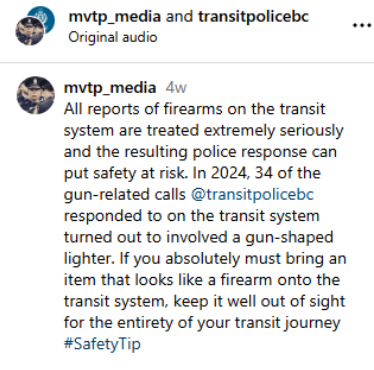 mvtp_media and transitpolicebc
Original audio
mvtp_media 4w
All reports of firearms on the transit
system are treated extremely seriously
and the resulting police response can
put safety at risk. In 2024, 34 of the
gun-related calls @transitpolicebc
responded to on the transit system
turned out to involved a gun-shaped
lighter. If you absolutely must bring an
item that looks like a firearm onto the
transit system, keep it well out of sight
for the entirety of your transit journey
#SafetyTip